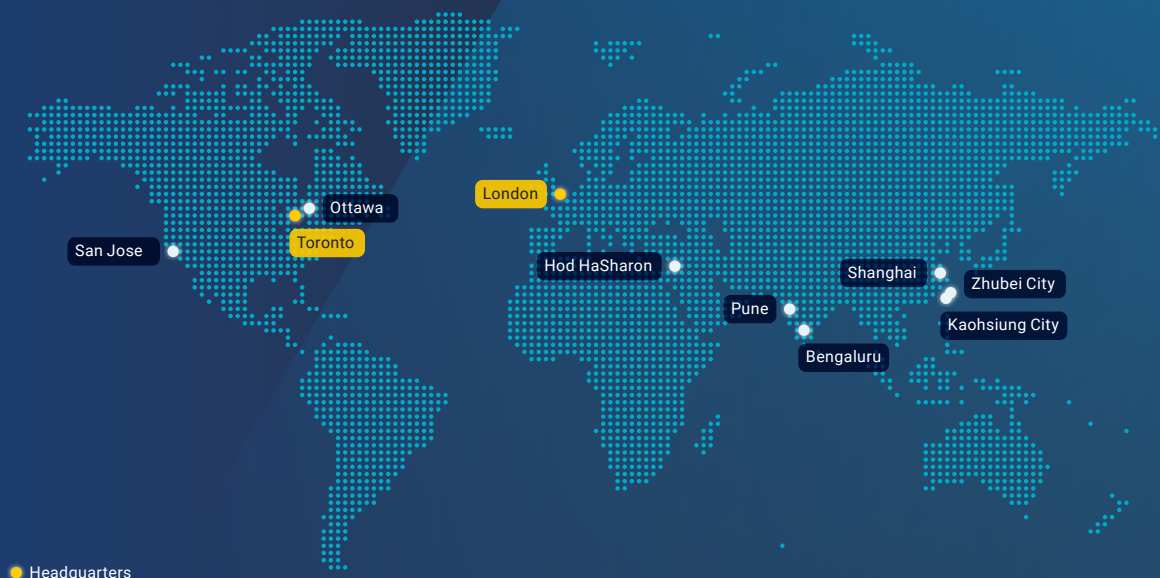 London
Ottawa
Toronto
San Jose
Hod HaSharon
Shanghai
Zhubei City
Pune
Kaohsiung City
Bengaluru
Headquarters